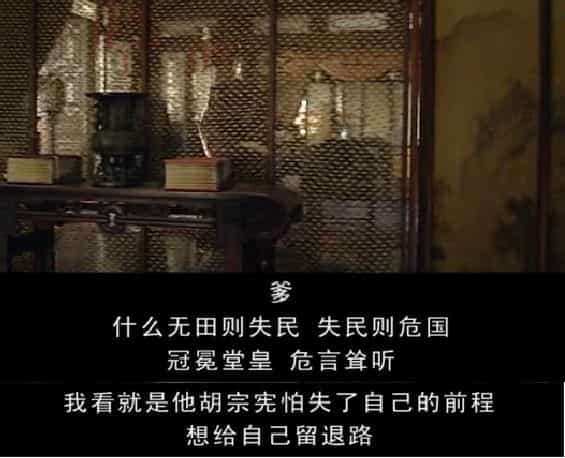 爹
什么无田则失民 失民则危国
冠冕堂皇 危言耸听
我看就是他胡宗宪怕失了自己的前程
想给自己留退路